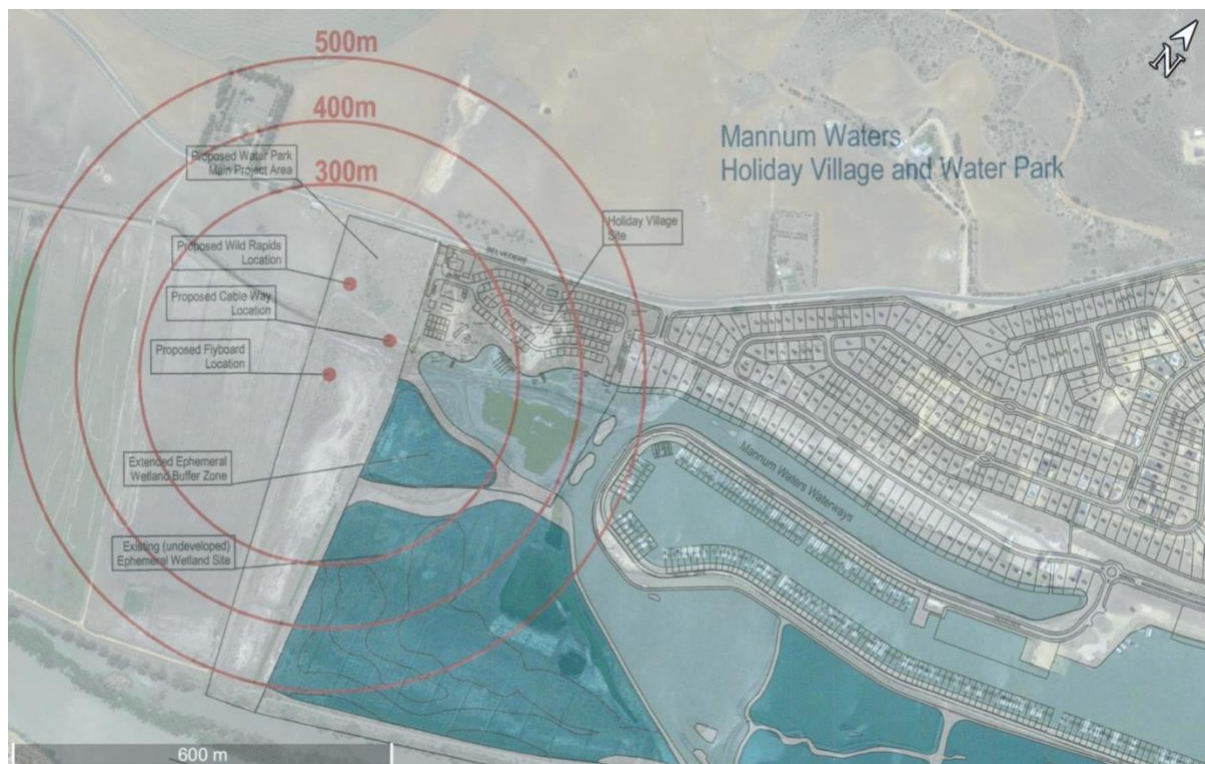 500m
400m
300m
N
Mannum Waters
Holiday Village and Water Park
Proposed Water Park
Main Project Area
Holiday Village
Site
Proposed Wild Rapids
Location
BELVEDERE
Proposed Cable Way
Location
Proposed Flyboard
Location
Extended Ephemeral
Wetland Buffer Zone
Mannum Waters Waterways
Existing (undeveloped)
Ephemeral Wetland Site
600 m